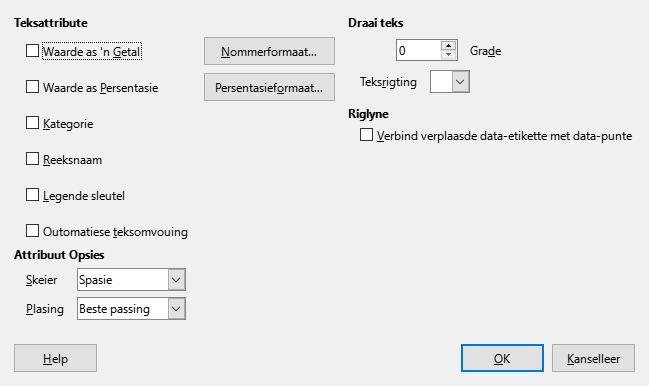 Teksattribute
Waarde as 'n Getal
Nommerformaat...
Waarde as Persentasie
Persentasieformaat...
Kategorie
Reeksnaam
Legende sleutel
Outomatiese teksomvouing
Attribuut Opsies
Skeier Spasie
Plasing Beste passing
Draai teks
0 Grade
Teksrigting
Riglyne
Verbind verplaasde data-etikette met data-punte
Help
OK
Kanselleer